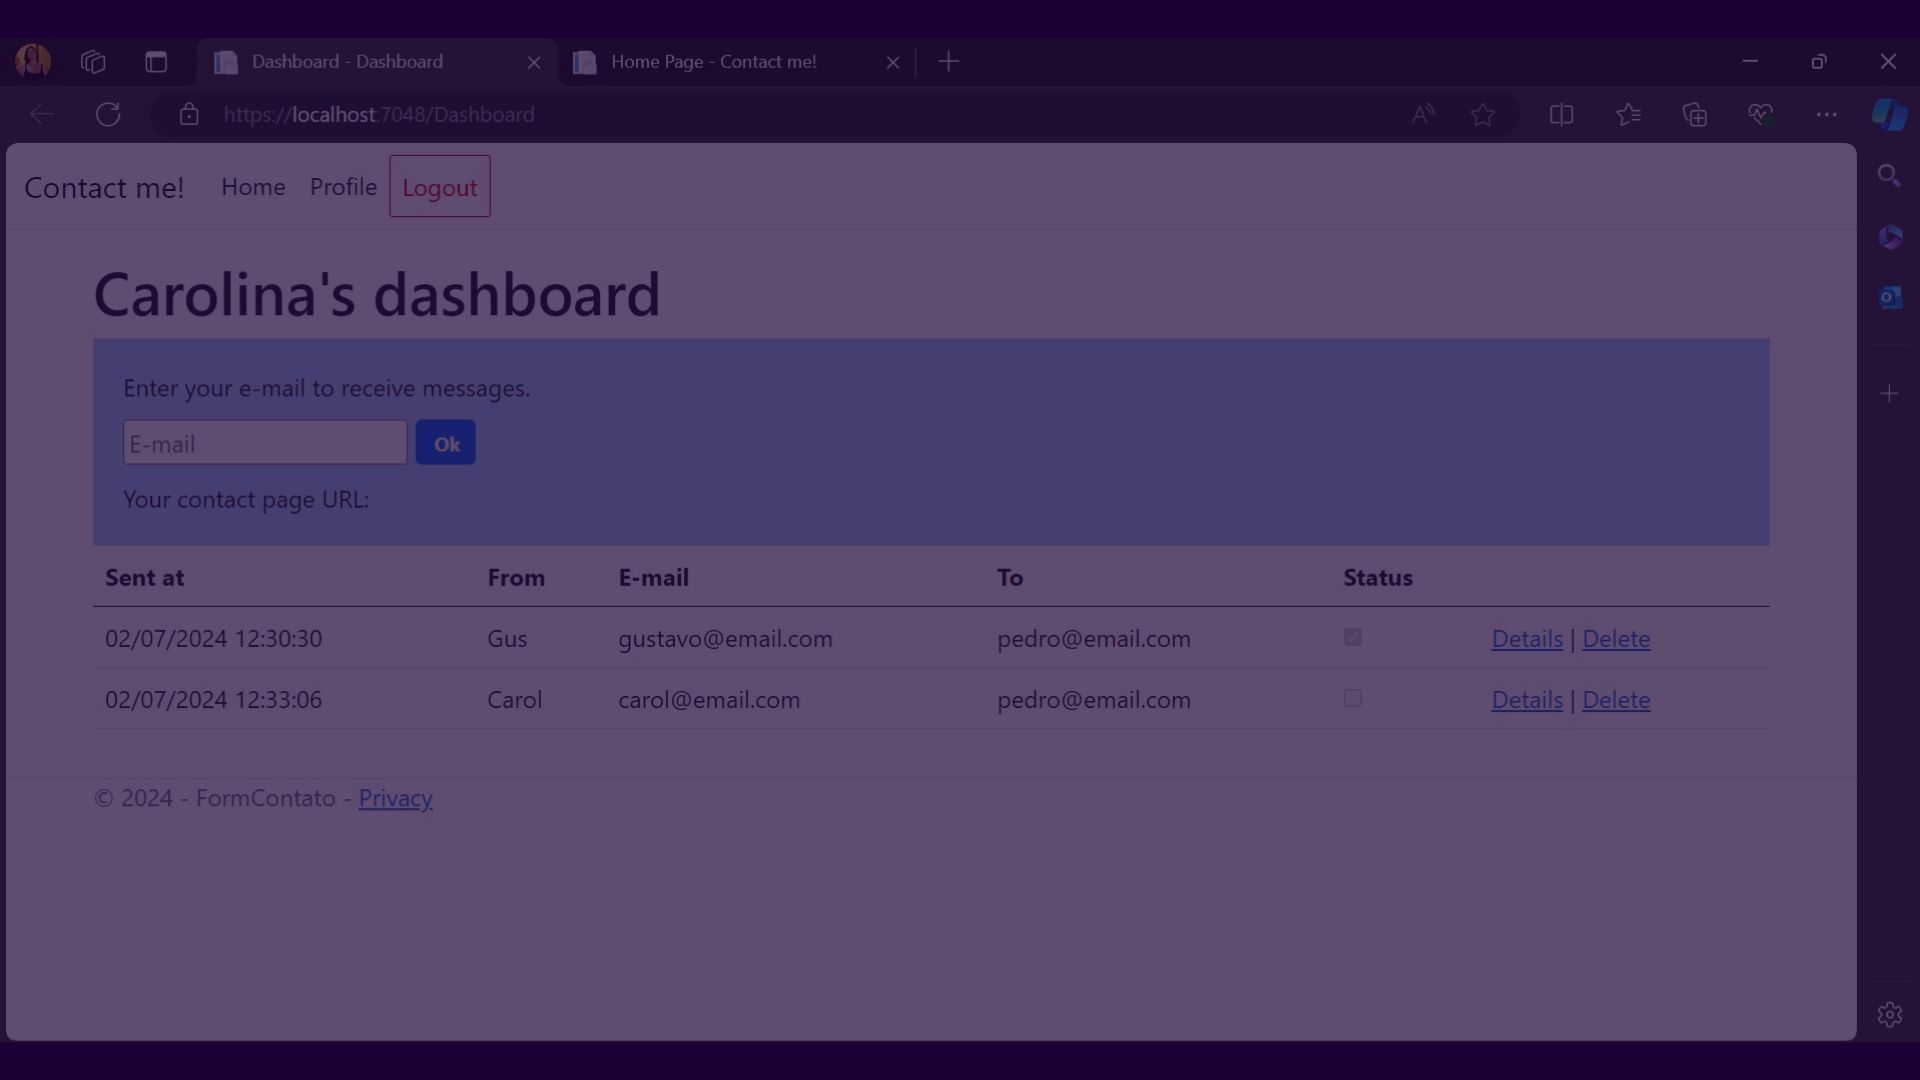 Dashboard - Dashboard
Home Page - Contact me!
https://localhost:7048/Dashboard
Contact me! Home Profile Logout
Carolina's dashboard
Enter your e-mail to receive messages.
E-mail Ok
Your contact page URL:
Sent at From E-mail To Status
02/07/2024 12:30:30 Gus gustavo@email.com pedro@email.com Details | Delete
02/07/2024 12:33:06 Carol carol@email.com pedro@email.com Details | Delete
© 2024 - FormContato - Privacy